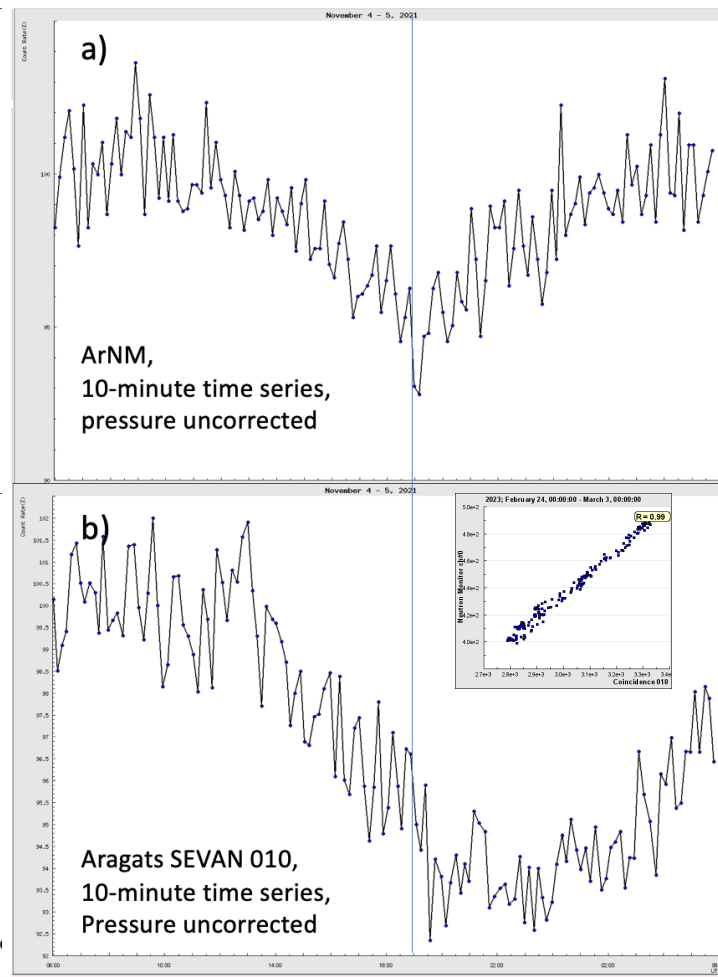 November 4 - 5, 2021
Count Rate(%)
a)
100
95
90
ArNM,
10-minute time series,
pressure uncorrected
November 4 - 5, 2021
Count Rate(%)
b)
102
101.5
101
100.5
100
99.5
99
98.5
98
97.5
97
96.5
96
95.5
95
94.5
94
93.5
93
92.5
92
2023; February 24, 00:00:00 - March 3, 00:00:00
R = 0.99
Neutron Monitor ch#0
5.0e+2
4.8e+2
4.4e+2
4.2e+2
4.0e+2
2.7e+3 2.8e+3 2.9e+3 3.0e+3 3.1e+3 3.2e+3 3.3e+3 3.4e
Coincidence 010
Aragats SEVAN 010,
10-minute time series,
Pressure uncorrected
06:00 10:00 14:00 18:00 22:00 02:00